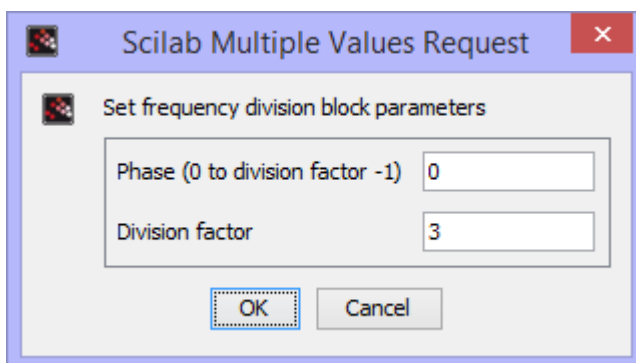 Scilab Multiple Values Request
Set frequency division block parameters
Phase (0 to division factor -1) 0
Division factor 3
OK Cancel